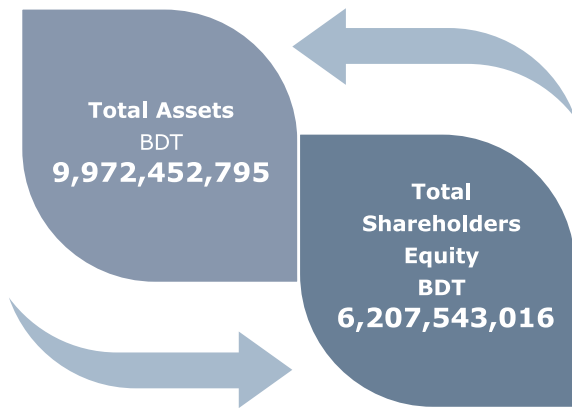 Total Assets
BDT
9,972,452,795
Total
Shareholders
Equity
BDT
6,207,543,016